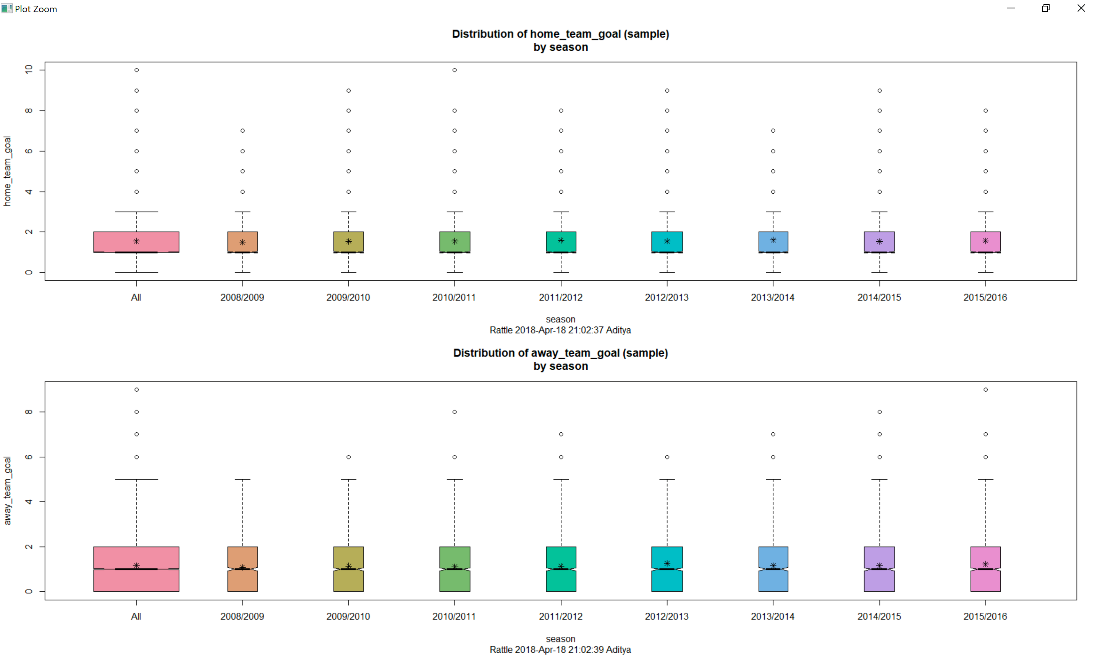 Plot Zoom
Distribution of home_team_goal (sample)
by season
home_team_goal
10
8
6
4
2
0
All 2008/2009 2009/2010 2010/2011 2011/2012 2012/2013 2013/2014 2014/2015 2015/2016
season
Rattle 2018-Apr-18 21:02:37 Aditya
Distribution of away_team_goal (sample)
by season
away_team_goal
8
6
4
2
0
All 2008/2009 2009/2010 2010/2011 2011/2012 2012/2013 2013/2014 2014/2015 2015/2016
season
Rattle 2018-Apr-18 21:02:39 Aditya